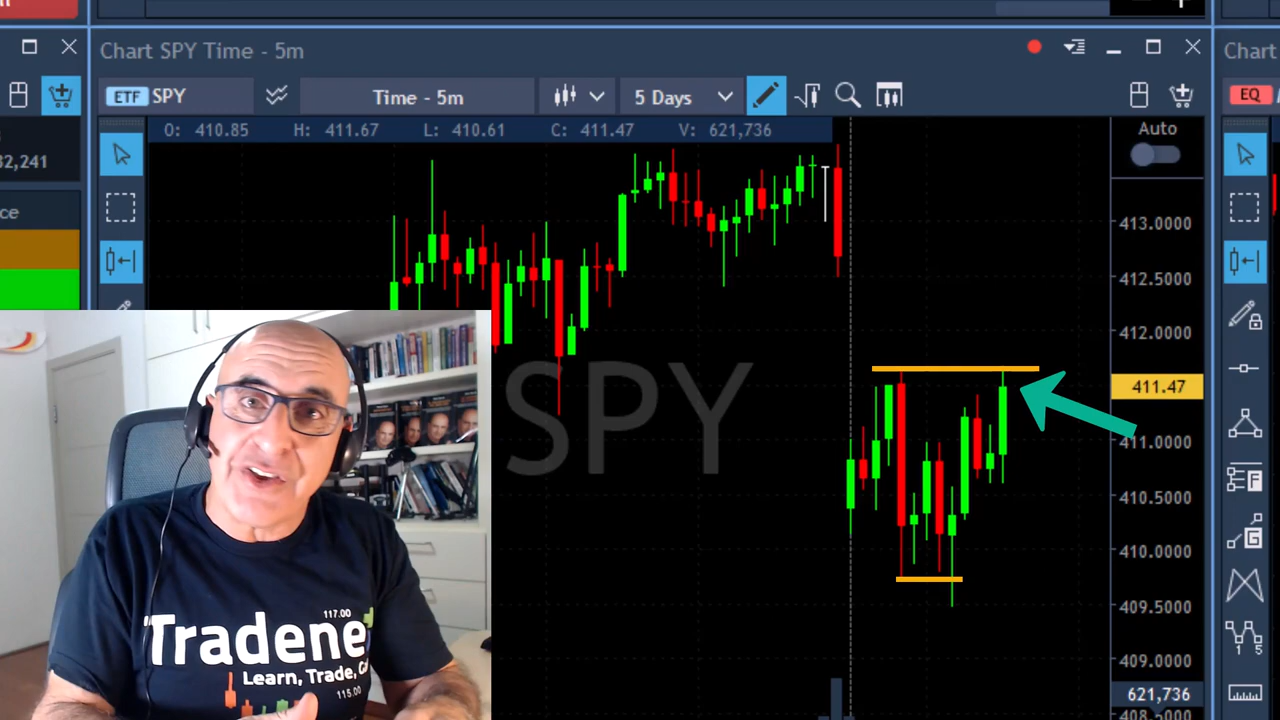 Chart SPY Time - 5m
Chart
ETF SPY
Time - 5m
5 Days
EQ
O: 410.85 H: 411.67 L: 410.61 C: 411.47 V: 621,736
Auto
32,241
ce
413.0000
412.5000
412.0000
411.47
411.0000
410.5000
410.0000
409.5000
409.0000
621,736
SPY
F
G
1 5
117.00
Tradene
Learn, Trade,
115.00